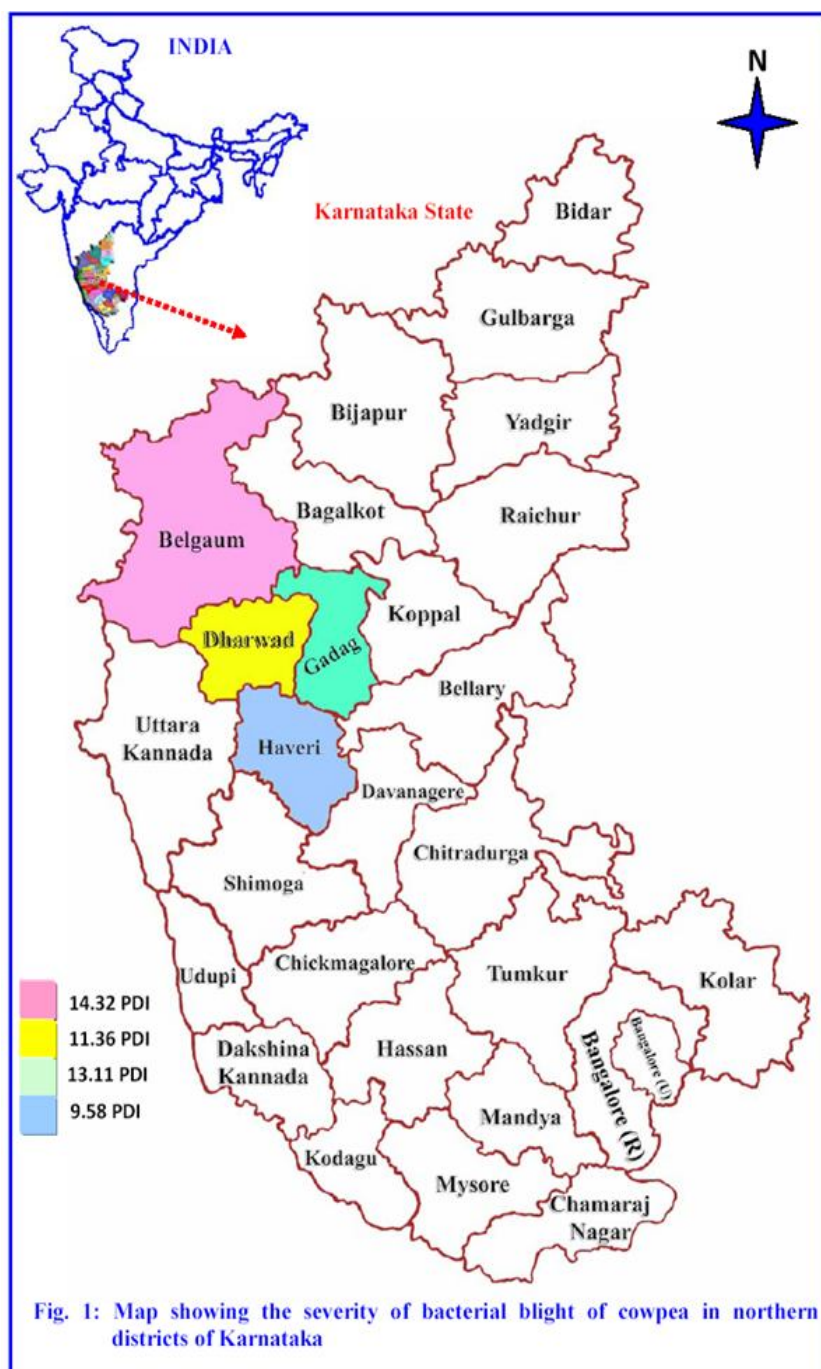 INDIA
N
Karnataka State
Bidar
Gulbarga
Bijapur
Yadgir
Bagalkot
Raichur
Belgaum
Koppal
Dharwad
Gadag
Bellary
Uttara
Kannada
Haveri
Davanagere
Chitradurga
Shimoga
Udupi
Chickmagalore
Tumkur
Kolar
14.32 PDI
11.36 PDI
13.11 PDI
9.58 PDI
Dakshina
Kannada
Hassan
Bangalore (R)
Bangalore (U)
Mandya
Kodagu
Mysore
Chamaraj
Nagar
Fig. 1: Map showing the severity of bacterial blight of cowpea in northern
districts of Karnataka